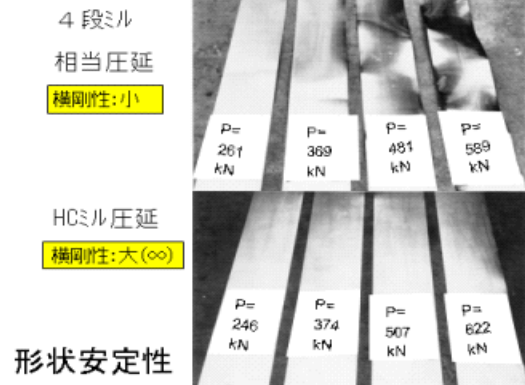 4段ミル
相当圧延
横剛性:小
P=
261
kN
P=
369
kN
P=
481
kN
P=
589
kN
HCミル圧延
横剛性:大(∞)
P=
246
kN
P=
374
kN
P=
507
kN
P=
622
kN
形状安定性